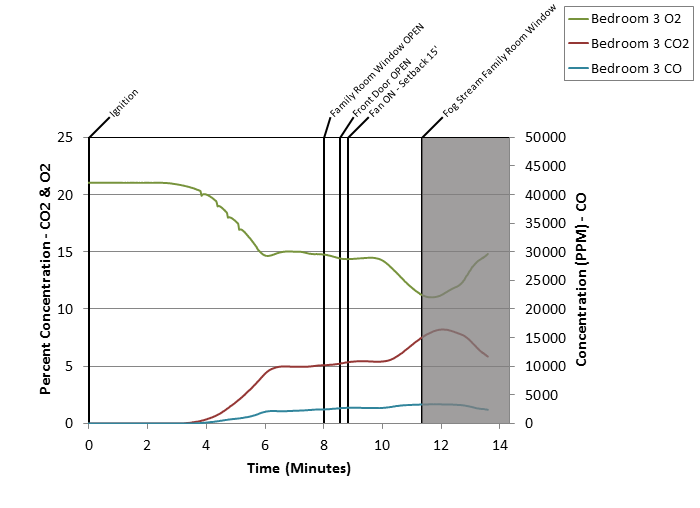 Bedroom 3 O2
Bedroom 3 CO2
Bedroom 3 CO
Ignition
Family Room Window OPEN
Front Door OPEN
Fan ON - Setback 15'
Fog Stream Family Room Window
25
20
15
10
5
0
Percent Concentration - CO2 & O2
50000
45000
40000
35000
30000
25000
20000
15000
10000
5000
0
Concentration (PPM) - CO
0 2 4 6 8 10 12 14
Time (Minutes)